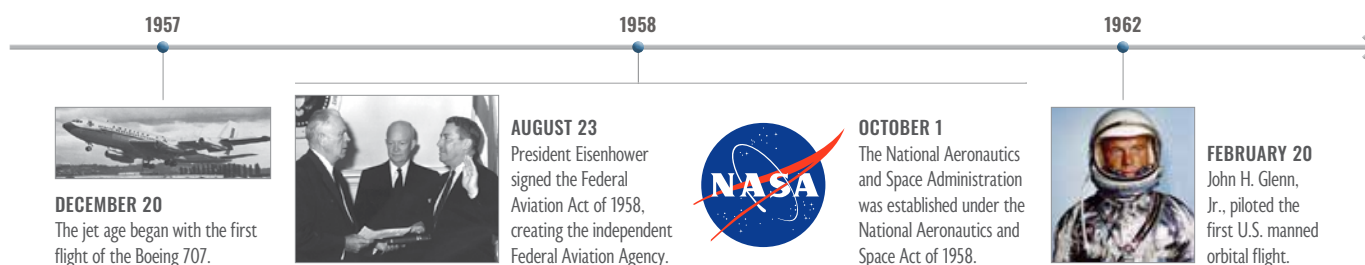 1957
1958
1962
DECEMBER 20
The jet age began with the first
flight of the Boeing 707.
AUGUST 23
President Eisenhower
signed the Federal
Aviation Act of 1958,
creating the independent
Federal Aviation Agency.
NASA
OCTOBER 1
The National Aeronautics
and Space Administration
was established under the
National Aeronautics and
Space Act of 1958.
FEBRUARY 20
John H. Glenn,
Jr., piloted the
first U.S. manned
orbital flight.